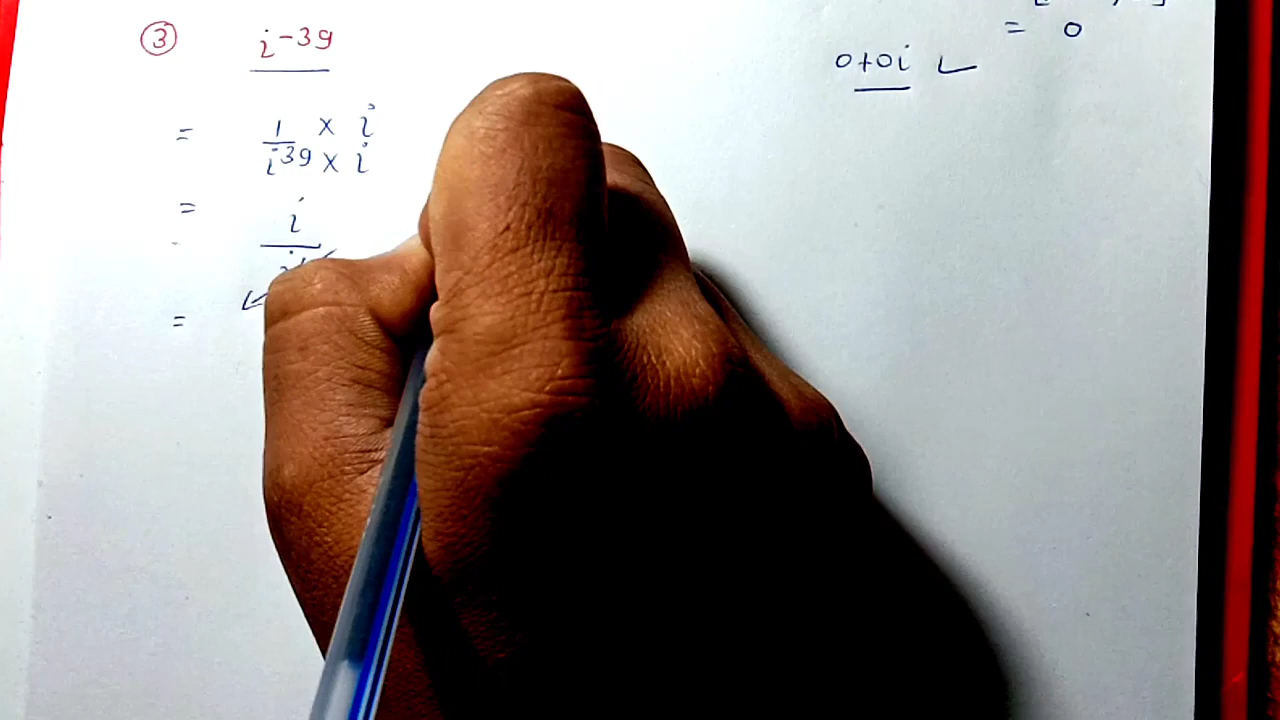 ③ i⁻³⁹
= 1/i³⁹ × i/i
= i
=
= 0
0+0i